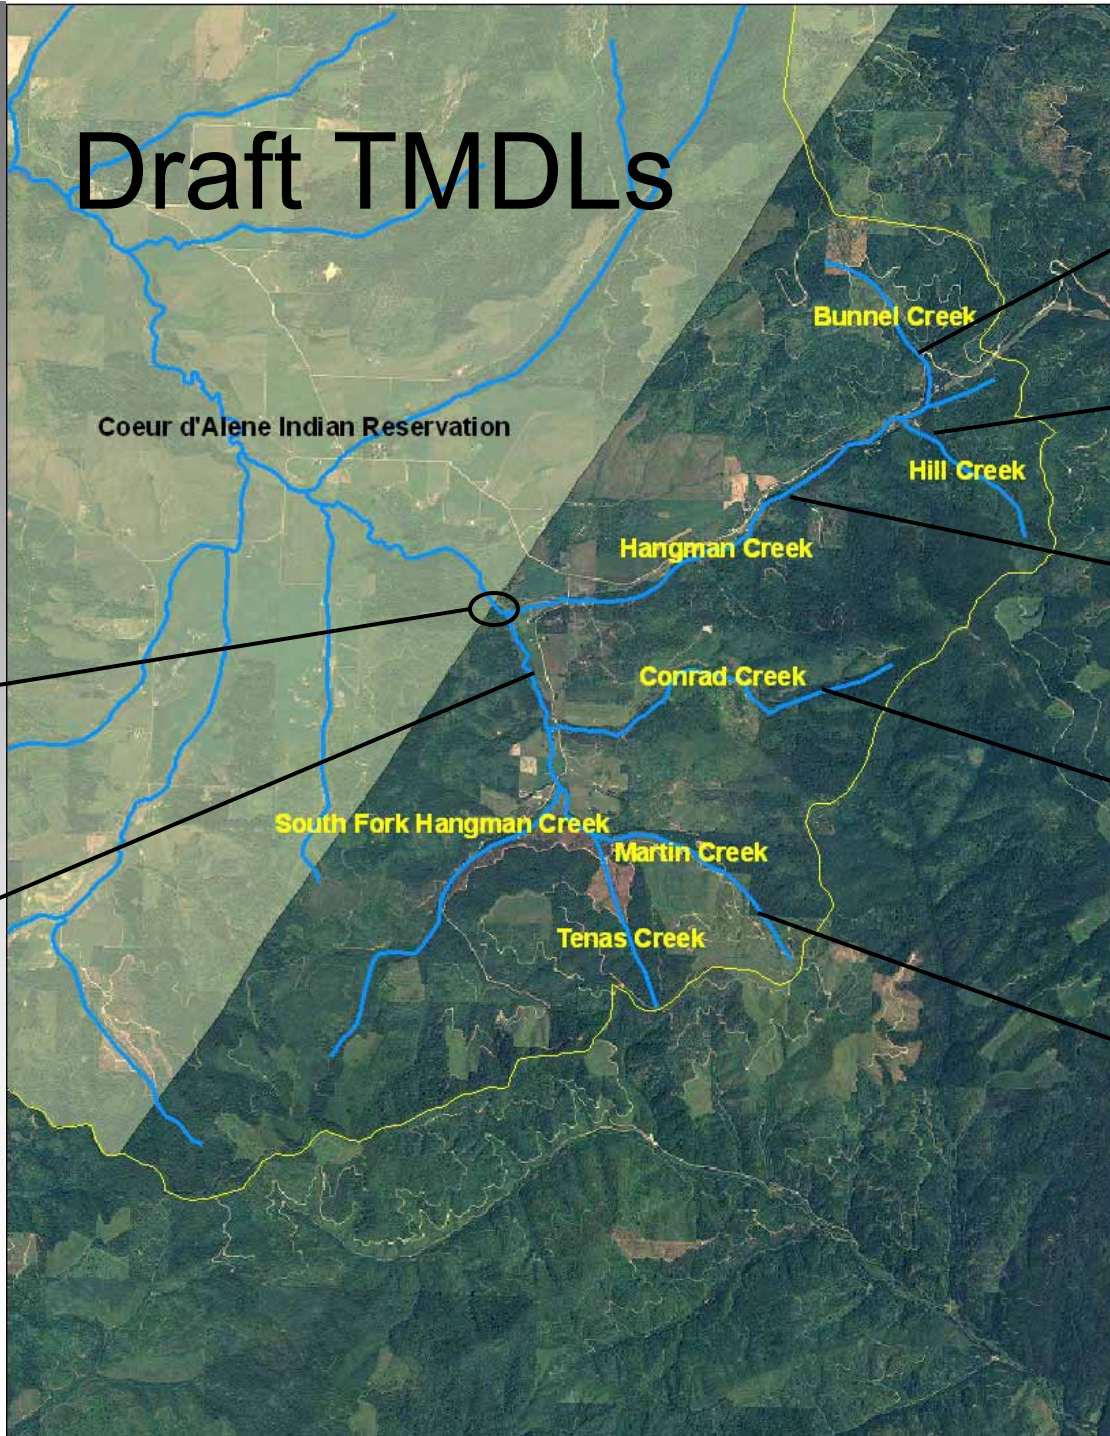 Draft TMDLs
Bunnel Creek
Coeur d'Alene Indian Reservation
Hill Creek
Hangman Creek
Conrad Creek
South Fork Hangman Creek
Martin Creek
Tenas Creek